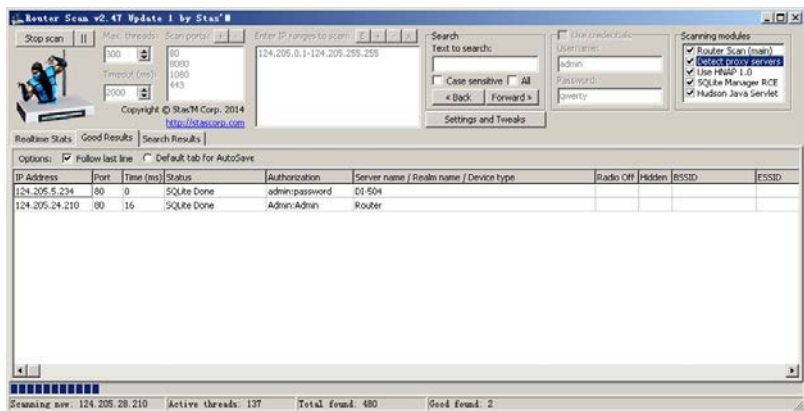 Router Scan v2.47 Update 1 by Stas'M
Stop scan || Max. threads: Scan ports: + - Enter IP ranges to scan: E + - X Search Use credentials Scanning modules
300 80 124.205.0.1-124.205.255.255 Text to search: Username: Router Scan (main)
8080 admin Detect proxy servers
Timeout (ms): 1080 Case sensitive All Password: Use HNAP 1.0
2000 443 « Back Forward » qwerty SQLite Manager RCE
Hudson Java Servlet
Copyright © Stas'M Corp. 2014
http://stascorp.com Settings and Tweaks
Realtime Stats Good Results Search Results
Options: Follow last line Default tab for AutoSave
IP Address Port Time (ms) Status Authorization Server name / Realm name / Device type Radio Off Hidden BSSID ESSID
124.205.5.234 80 0 SQLite Done admin:password DI-504
124.205.24.210 80 16 SQLite Done Admin:Admin Router
Scanning now: 124.205.28.210 Active threads: 137 Total found: 480 Good found: 2